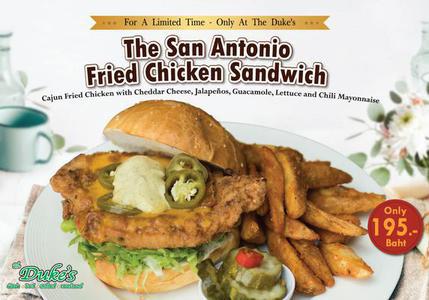 For A Limited Time - Only At The Duke's
The San Antonio
Fried Chicken Sandwich
Cajun Fried Chicken with Cheddar Cheese, Jalapeños, Guacamole, Lettuce and Chili Mayonnaise
Only
195.-
Baht
the
Duke's